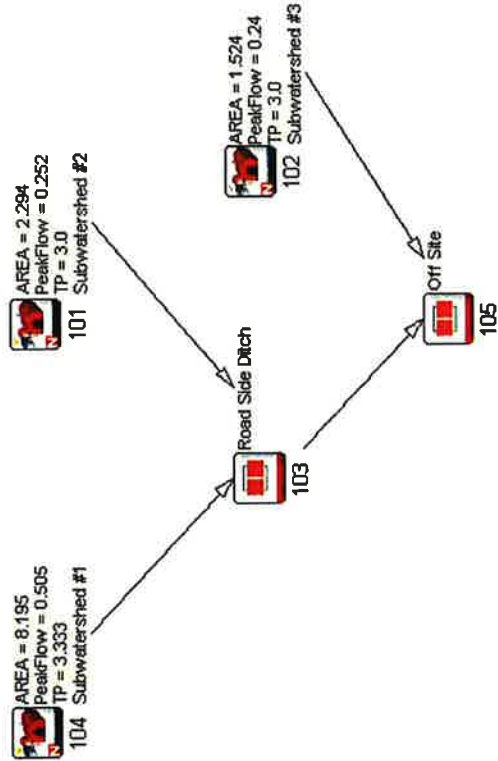 AREA = 8.195
PeakFlow = 0.505
TP = 3.333
104 Subwatershed #1
AREA = 2.294
PeakFlow = 0.252
TP = 3.0
101 Subwatershed #2
AREA = 1.524
PeakFlow = 0.24
TP = 3.0
102 Subwatershed #3
Road Side Ditch
103
Off Site
105
N
N
N